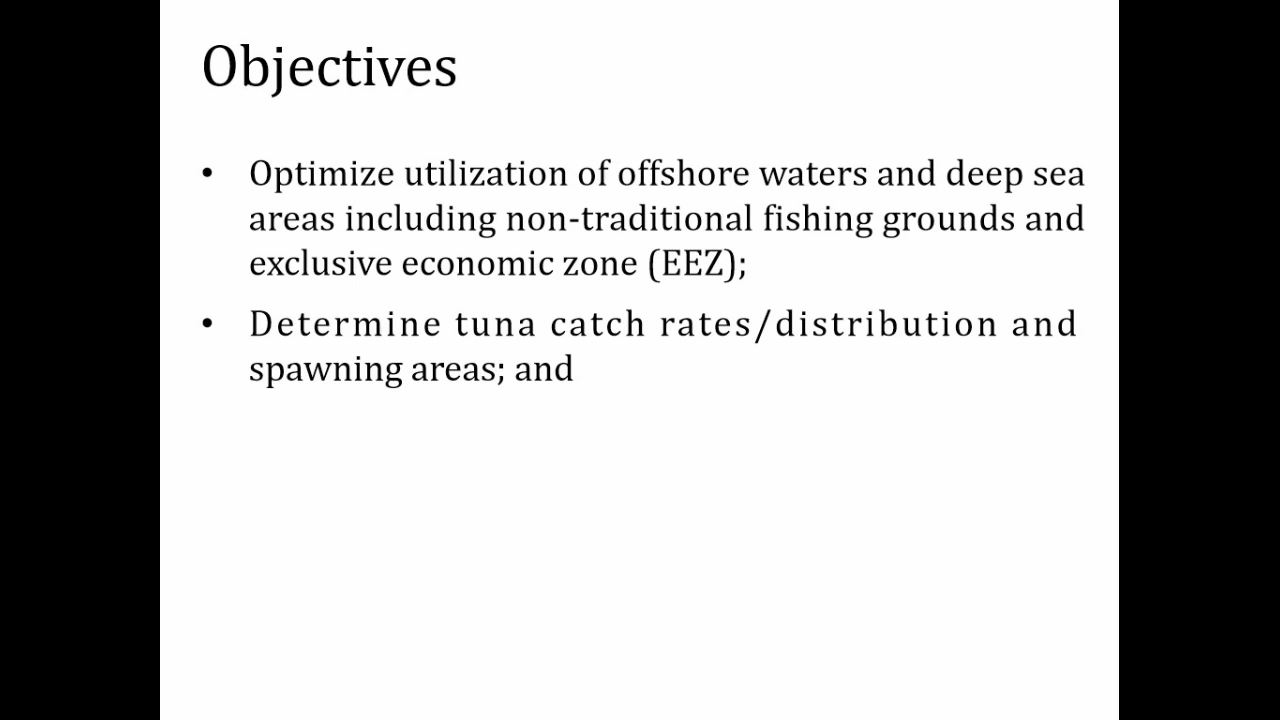 Objectives
• Optimize utilization of offshore waters and deep sea
areas including non-traditional fishing grounds and
exclusive economic zone (EEZ);
• Determine tuna catch rates/distribution and
spawning areas; and